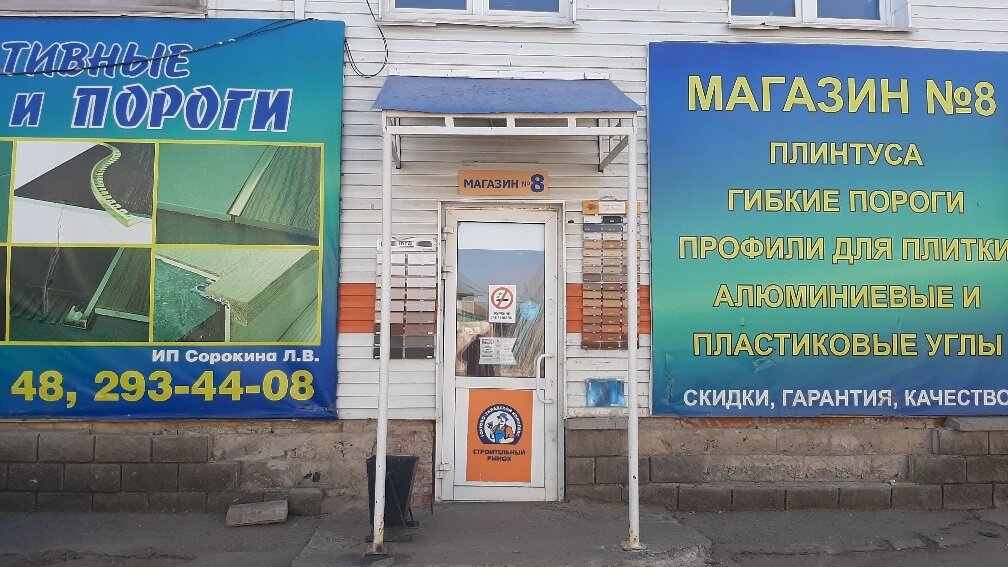 ТИВНЫЕ
И ПОРОГИ
ИП Сорокина Л.В.
48, 293-44-08
МАГАЗИН №8
СТРОИТЕЛЬНЫЙ
РЫНОК
МАГАЗИН №8
ПЛИНТУСА
ГИБКИЕ ПОРОГИ
ПРОФИЛИ ДЛЯ ПЛИТКИ
АЛЮМИНИЕВЫЕ И
ПЛАСТИКОВЫЕ УГЛЫ
СКИДКИ, ГАРАНТИЯ, КАЧЕСТВО